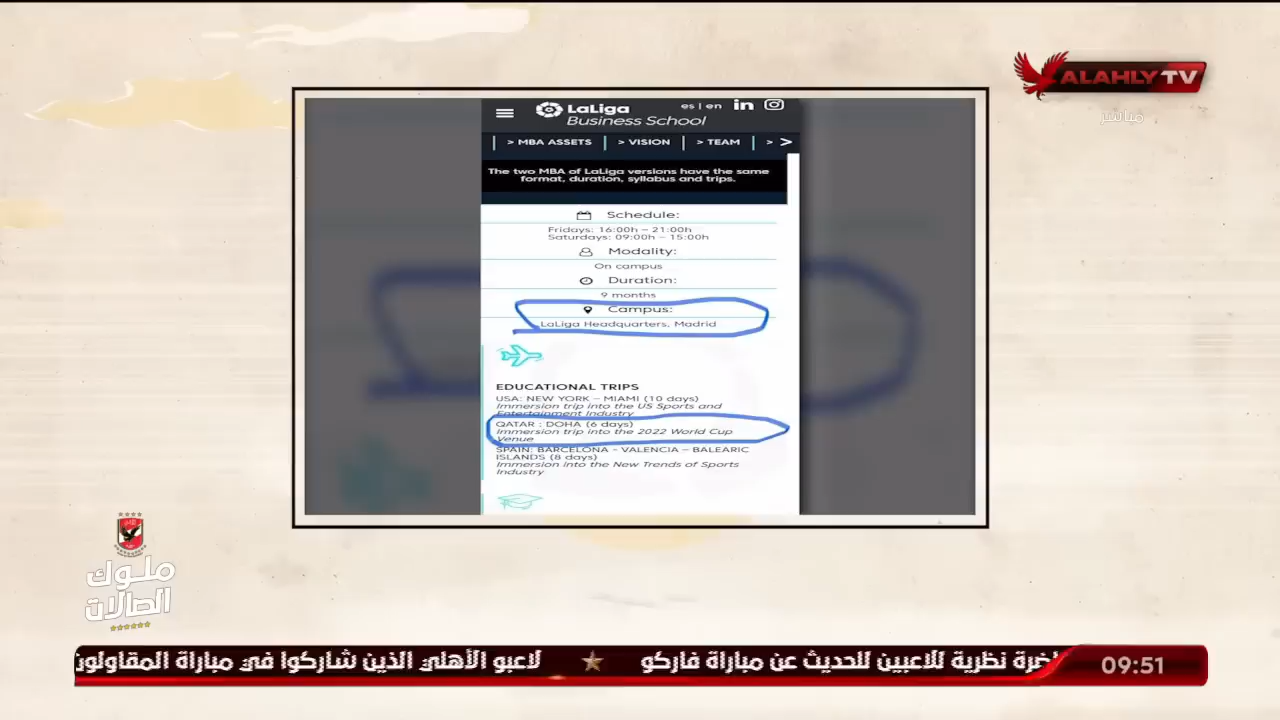 ALAHLY TV
مباشر
LaLiga
Business School
es | en
in
> MBA ASSETS
> VISION
> TEAM
> >
The two MBA of LaLiga versions have the same
format, duration, syllabus and trips.
Schedule:
Fridays: 16:00h – 21:00h
Saturdays: 09:00h – 15:00h
Modality:
On campus
Duration:
9 months
Campus:
LaLiga Headquarters, Madrid
EDUCATIONAL TRIPS
USA: NEW YORK – MIAMI (10 days)
Immersion trip into the US Sports and
Entertainment Industry
QATAR : DOHA (6 days)
Immersion trip into the 2022 World Cup
Venue
SPAIN: BARCELONA - VALENCIA – BALEARIC
ISLANDS (8 days)
Immersion into the New Trends of Sports
Industry
ملوك
الصالات
نظرية للاعبين للحديث عن مباراة فاركو ★ لاعبو الأهلي الذين شاركوا في مباراة المقاولون
09:51